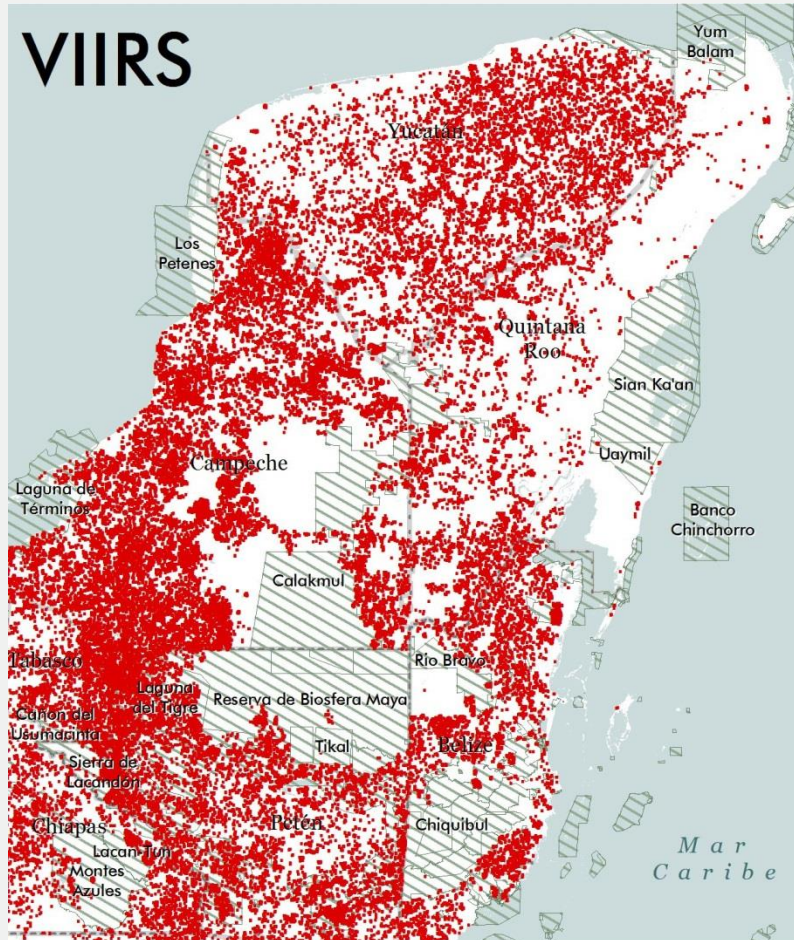 VIIRS
Yum
Balam
Yucatán
Los
Petenes
Quintana
Roo
Sian Ka'an
Uaymil
Campeche
Laguna de
Términos
Banco
Chinchorro
Calakmul
Tabasco
Rio Bravo
Laguna
del Tigre
Reserva de Biosfera Maya
Cañon del
Usumacinta
Tikal
Belize
Sierra de
Lacandón
Chiapas
Petén
Chiquibul
Mar
Caribe
Lacan-Tun
Montes
Azules